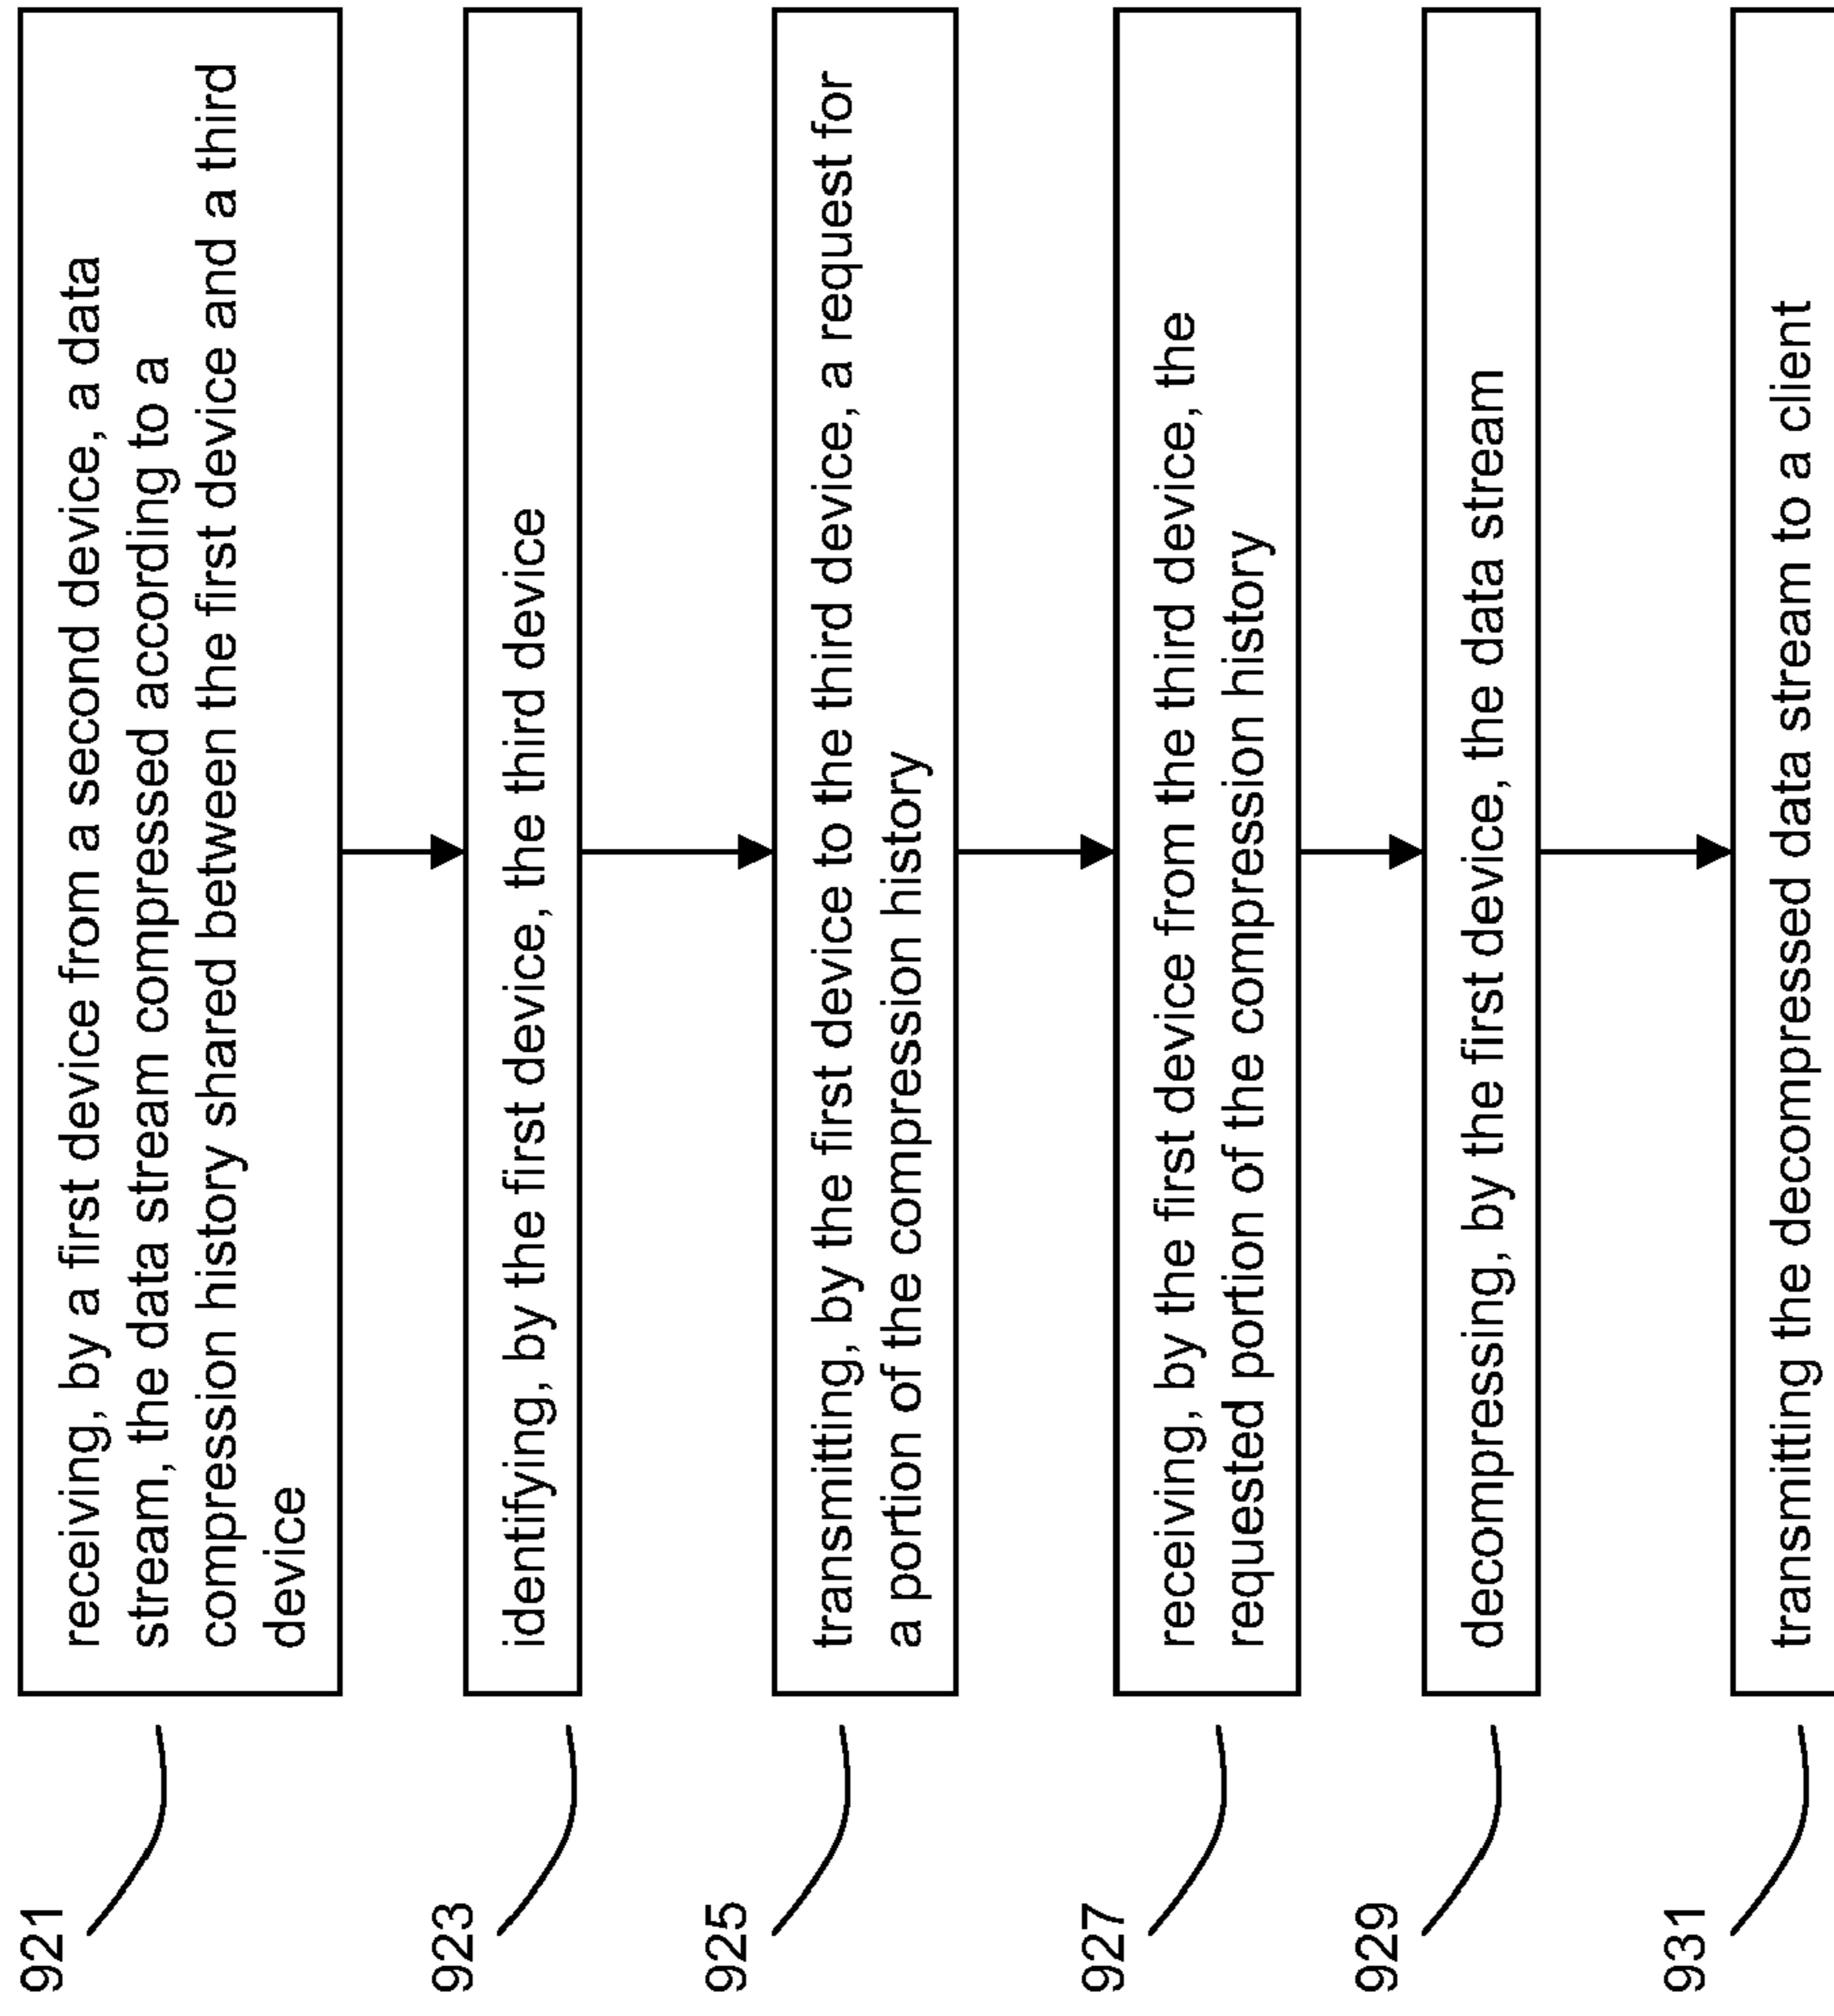 921
receiving, by a first device from a second device, a data
stream, the data stream compressed according to a
compression history shared between the first device and a third
device
923
identifying, by the first device, the third device
925
transmitting, by the first device to the third device, a request for
a portion of the compression history
927
receiving, by the first device from the third device, the
requested portion of the compression history
929
decompressing, by the first device, the data stream
931
transmitting the decompressed data stream to a client